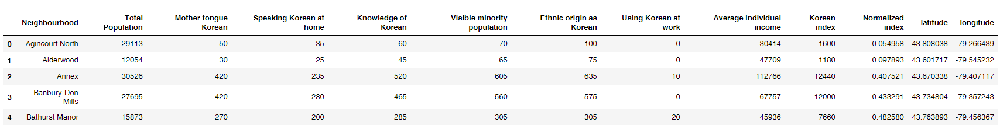 Neighbourhood Total Population Mother tongue Korean Speaking Korean at home Knowledge of Korean Visible minority population Ethnic origin as Korean Using Korean at work Average individual income Korean index Normalized index latitude longitude
0 Agincourt North 29113 50 35 60 70 100 0 30414 1600 0.054958 43.808038 -79.266439
1 Alderwood 12054 30 25 45 65 75 0 47709 1180 0.097893 43.601717 -79.545232
2 Annex 30526 420 235 520 605 635 10 112766 12440 0.407521 43.670338 -79.407117
3 Banbury-Don Mills 27695 420 280 465 560 575 0 67757 12000 0.433291 43.734804 -79.357243
4 Bathurst Manor 15873 270 200 285 305 305 20 45936 7660 0.482580 43.763893 -79.456367